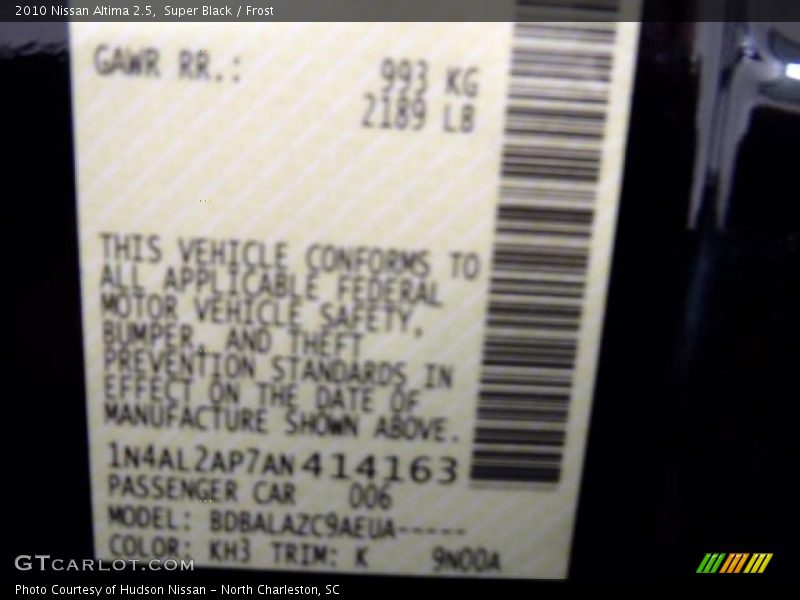 2010 Nissan Altima 2.5,  Super Black / Frost
GAWR RR.: 993 KG
2189 LB
THIS VEHICLE CONFORMS TO
ALL APPLICABLE FEDERAL
MOTOR VEHICLE SAFETY,
BUMPER, AND THEFT
PREVENTION STANDARDS IN
EFFECT ON THE DATE OF
MANUFACTURE SHOWN ABOVE.
1N4AL2AP7AN414163
PASSENGER CAR 006
MODEL: BDBALAZC9AEUA-----
COLOR: KH3 TRIM: K 9N00A
GTCARLOT.COM
Photo Courtesy of Hudson Nissan – North Charleston, SC